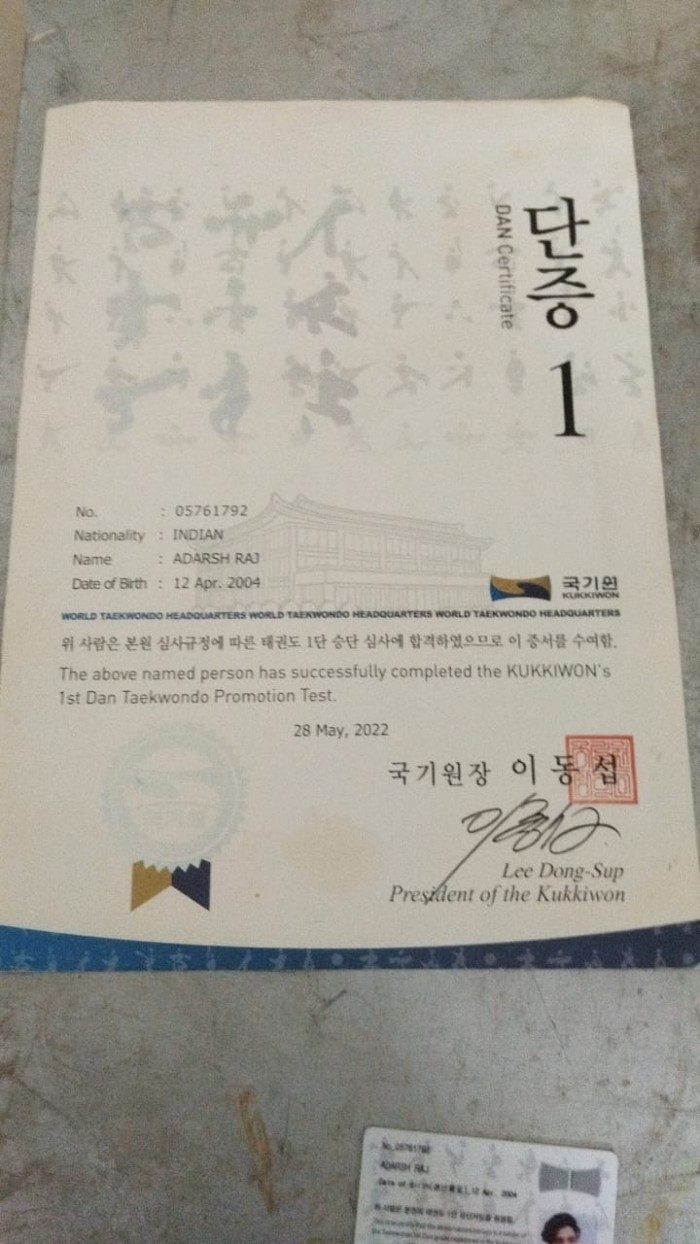 단증
DAN Certificate
1
No. : 05761792
Nationality : INDIAN
Name : ADARSH RAJ
Date of Birth : 12 Apr. 2004
국기원
KUKKIWON
WORLD TAEKWONDO HEADQUARTERS WORLD TAEKWONDO HEADQUARTERS WORLD TAEKWONDO HEADQUARTERS
위 사람은 본원 심사규정에 따른 태권도 1단 승단 심사에 합격하였으므로 이 증서를 수여함.
The above named person has successfully completed the KUKKIWON's
1st Dan Taekwondo Promotion Test.
28 May, 2022
국기원장 이동섭
Lee Dong-Sup
President of the Kukkiwon
ADARSH RAJ